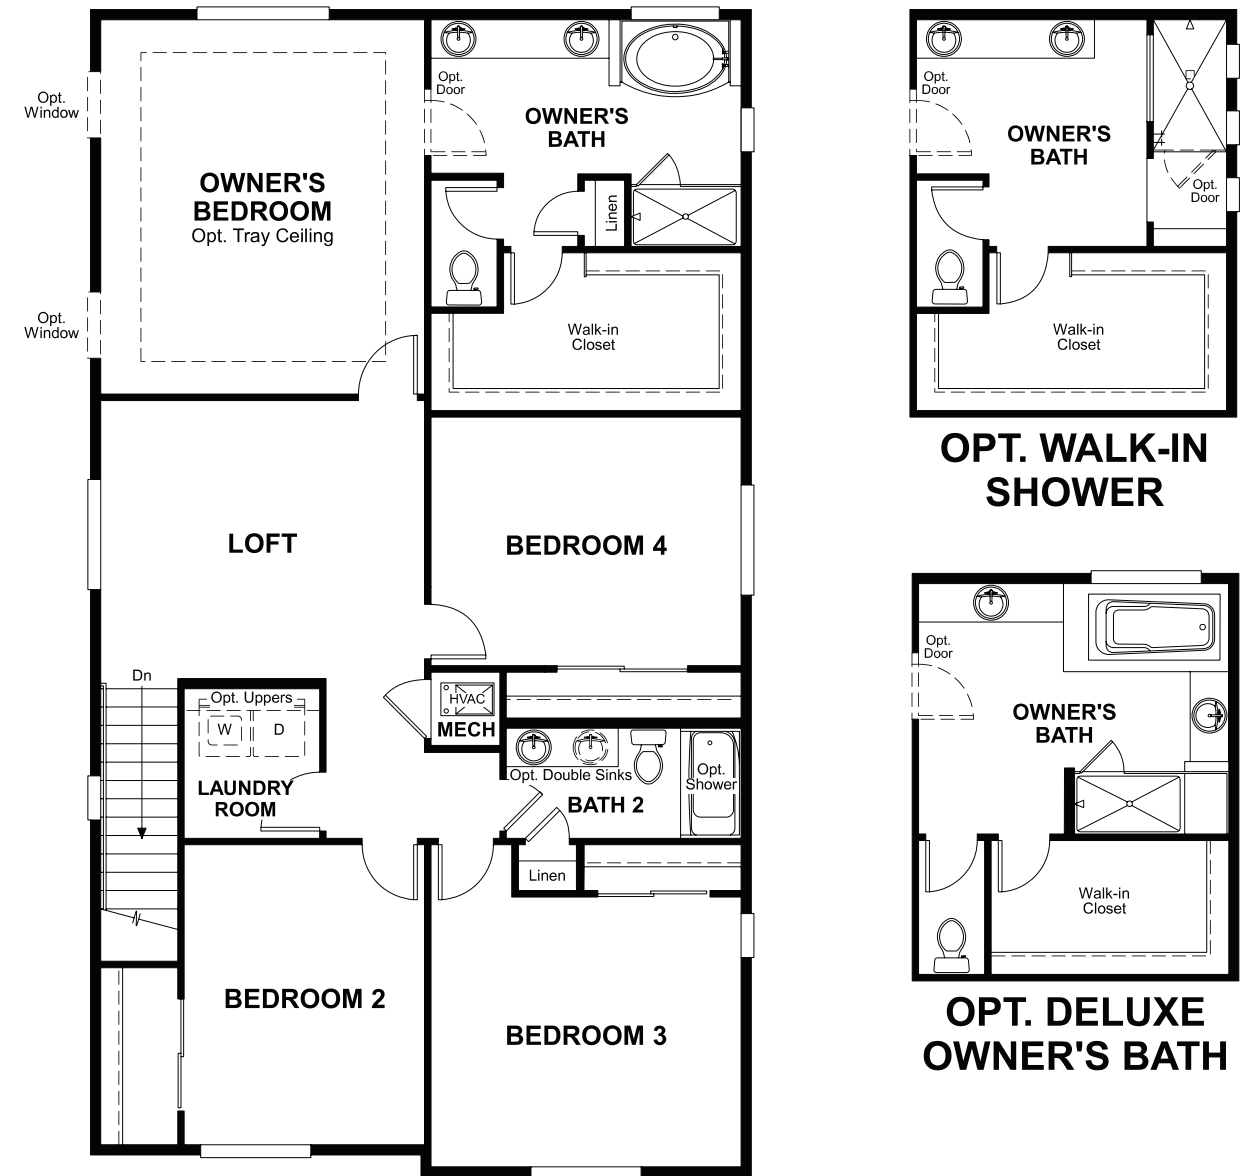 Opt.
Window
OWNER'S
BEDROOM
Opt. Tray Ceiling
Opt.
Window
Opt.
Door
OWNER'S
BATH
Linen
Walk-in
Closet
LOFT
BEDROOM 4
Dn
Opt. Uppers
W
D
LAUNDRY
ROOM
HVAC
MECH
Opt. Double Sinks
BATH 2
Opt.
Shower
Linen
BEDROOM 2
BEDROOM 3
Opt.
Door
OWNER'S
BATH
Opt.
Door
Walk-in
Closet
OPT. WALK-IN
SHOWER
Opt.
Door
OWNER'S
BATH
Walk-in
Closet
OPT. DELUXE
OWNER'S BATH